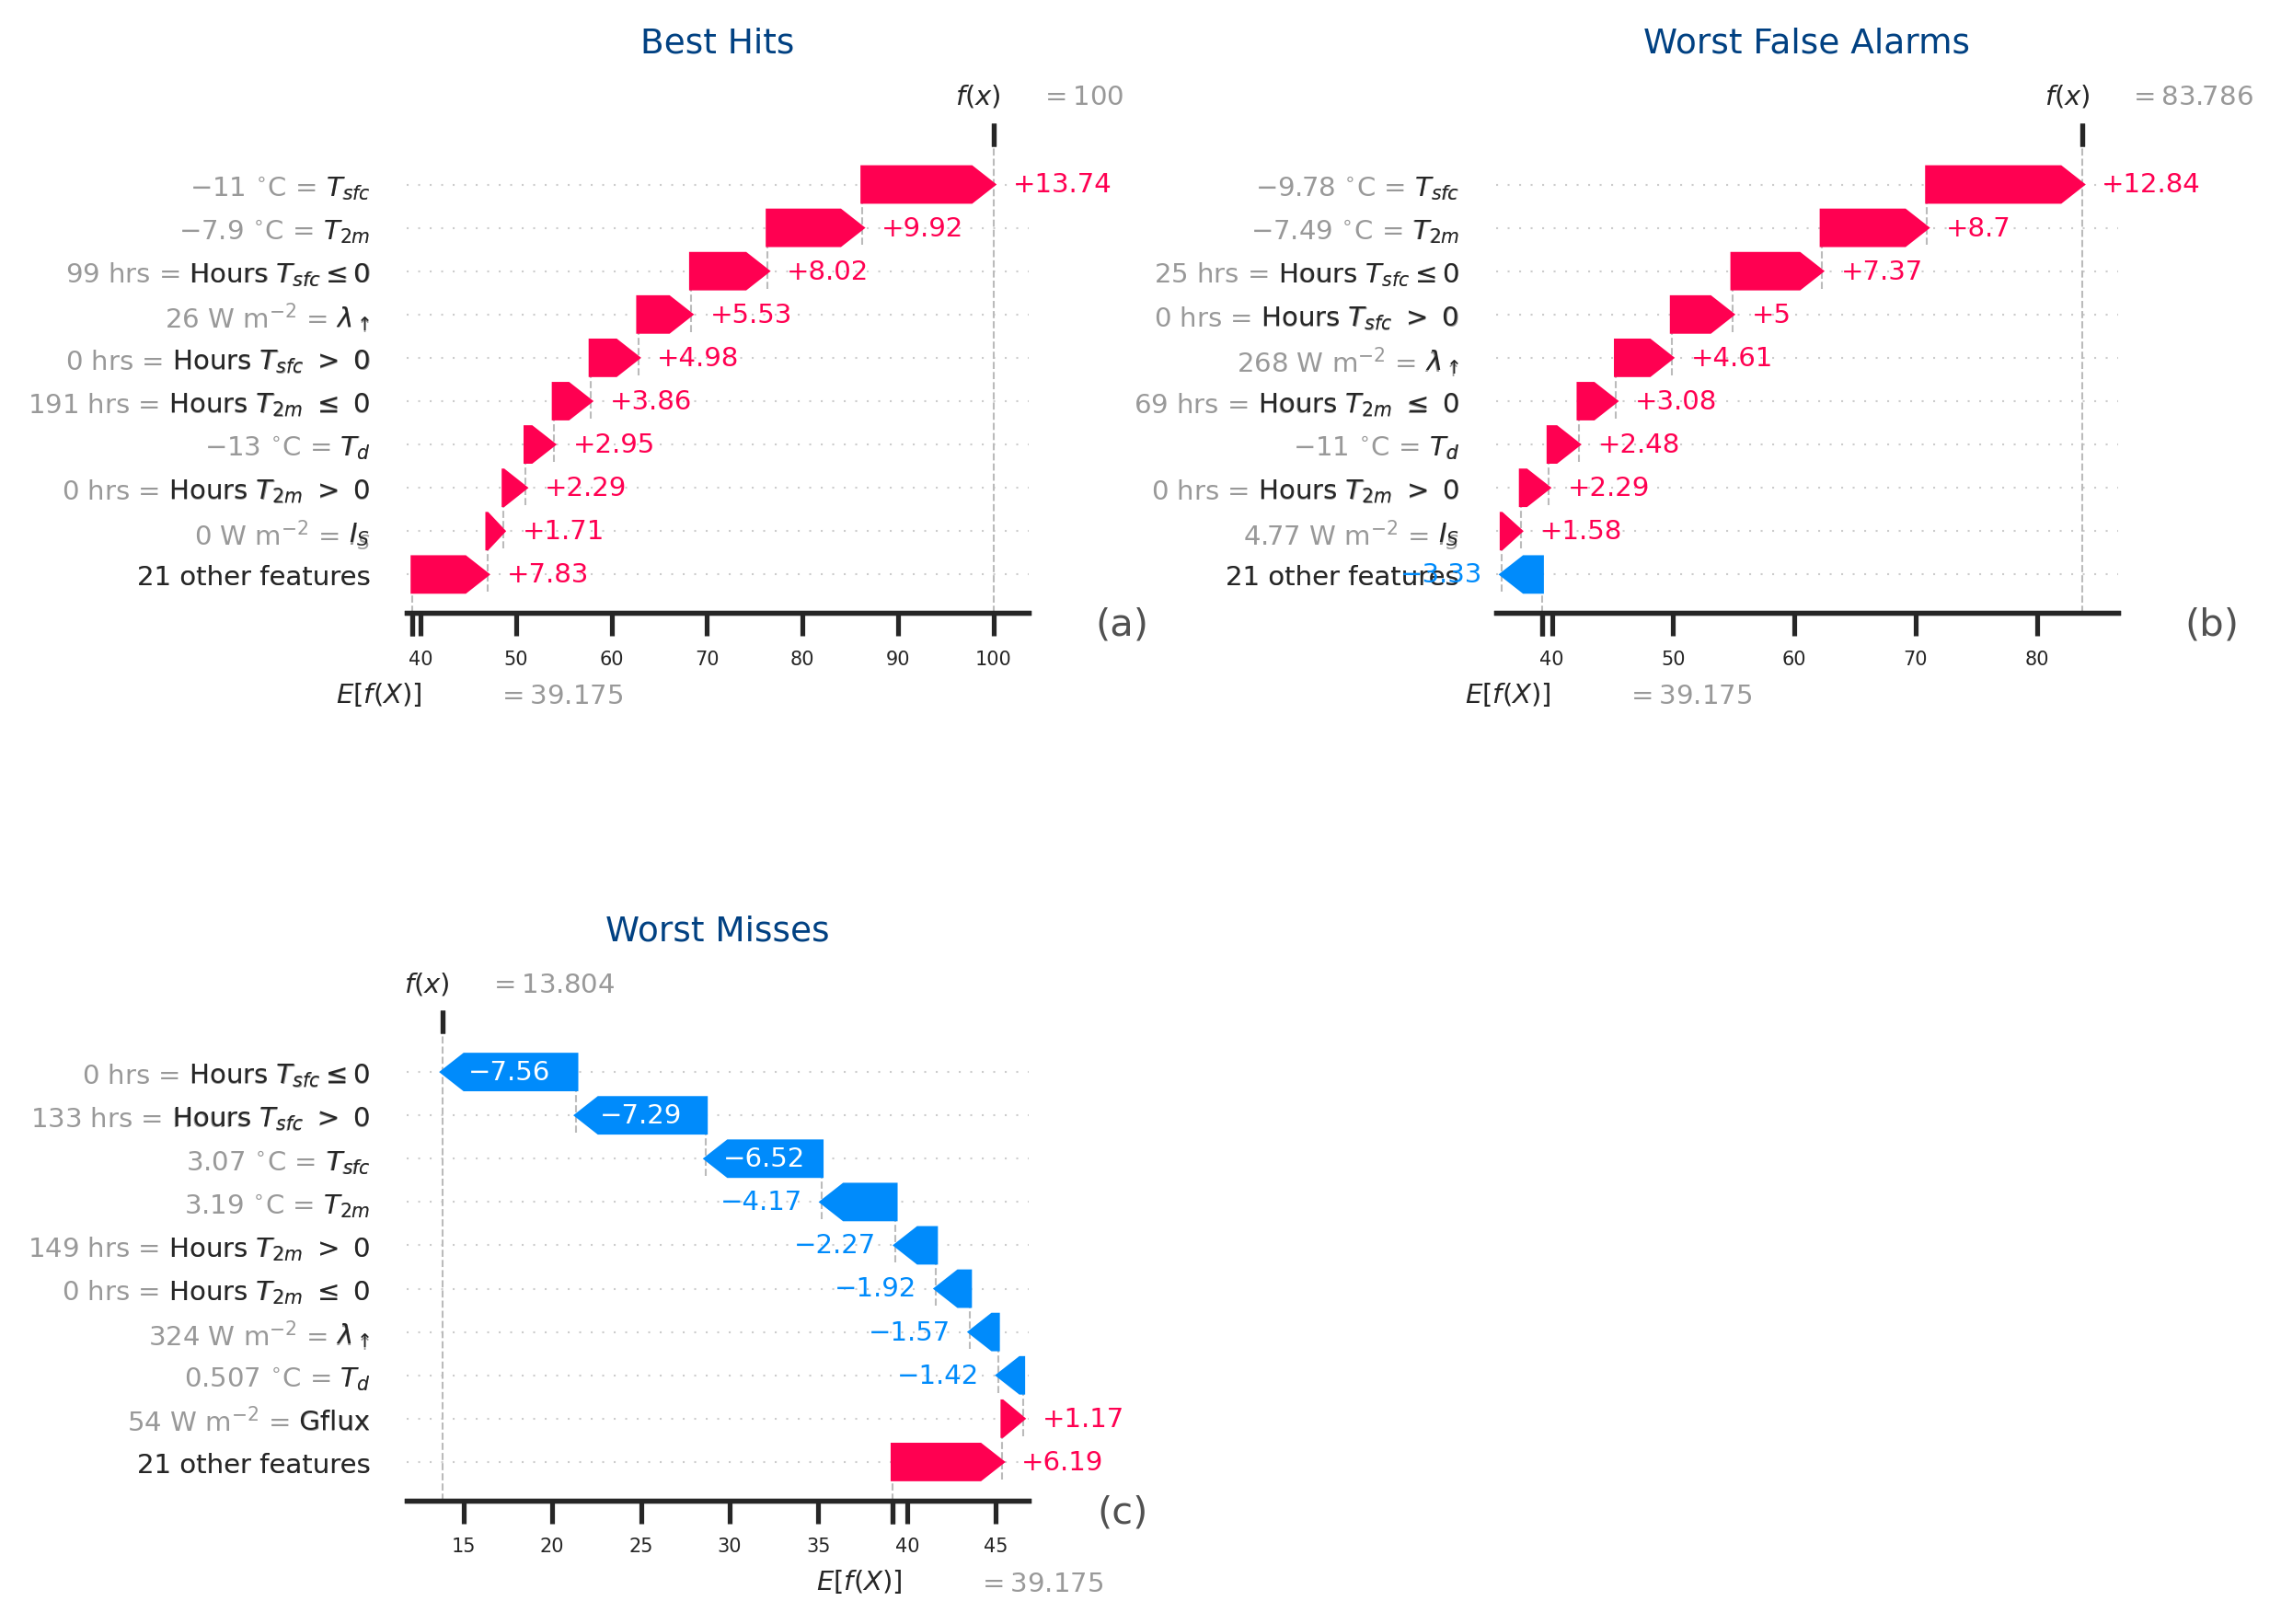 Best Hits
f(x) = 100
−11 °C = T_sfc +13.74
−7.9 °C = T_2m +9.92
99 hrs = Hours T_sfc ≤ 0 +8.02
26 W m⁻² = λ↑ +5.53
0 hrs = Hours T_sfc > 0 +4.98
191 hrs = Hours T_2m ≤ 0 +3.86
−13 °C = T_d +2.95
0 hrs = Hours T_2m > 0 +2.29
0 W m⁻² = I_S +1.71
21 other features +7.83
40 50 60 70 80 90 100
E[f(X)] = 39.175
(a)
Worst False Alarms
f(x) = 83.786
−9.78 °C = T_sfc +12.84
−7.49 °C = T_2m +8.7
25 hrs = Hours T_sfc ≤ 0 +7.37
0 hrs = Hours T_sfc > 0 +5
268 W m⁻² = λ↑ +4.61
69 hrs = Hours T_2m ≤ 0 +3.08
−11 °C = T_d +2.48
0 hrs = Hours T_2m > 0 +2.29
4.77 W m⁻² = I_S +1.58
21 other features −3.33
40 50 60 70 80
E[f(X)] = 39.175
(b)
Worst Misses
f(x) = 13.804
0 hrs = Hours T_sfc ≤ 0 −7.56
133 hrs = Hours T_sfc > 0 −7.29
3.07 °C = T_sfc −6.52
3.19 °C = T_2m −4.17
149 hrs = Hours T_2m > 0 −2.27
0 hrs = Hours T_2m ≤ 0 −1.92
324 W m⁻² = λ↑ −1.57
0.507 °C = T_d −1.42
54 W m⁻² = Gflux +1.17
21 other features +6.19
15 20 25 30 35 40 45
E[f(X)] = 39.175
(c)